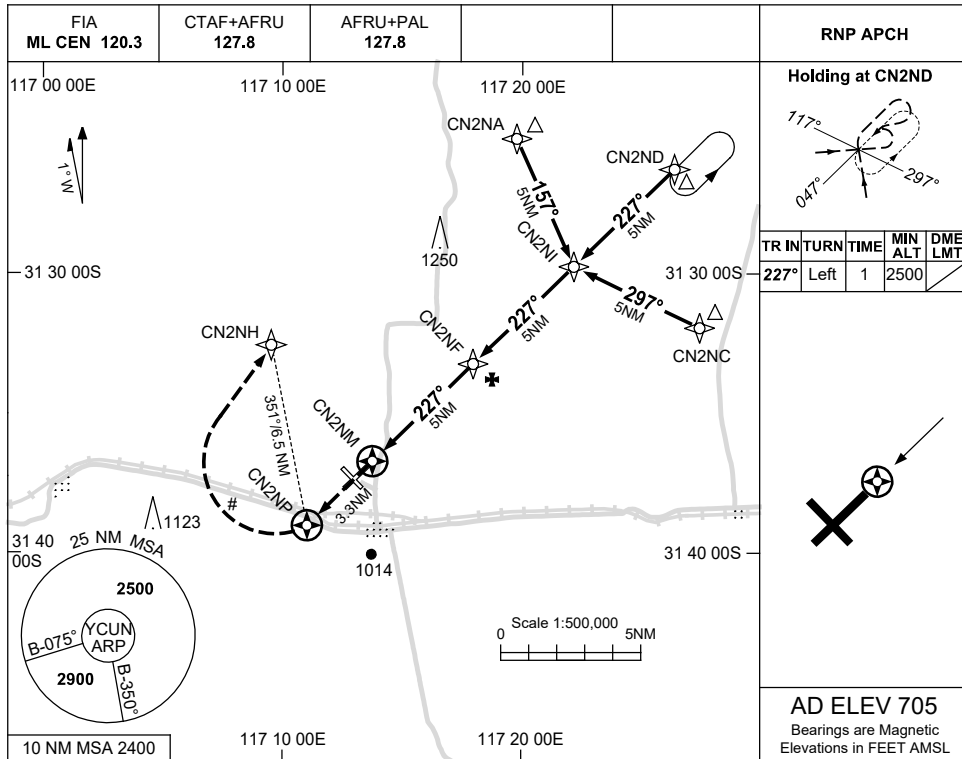 FIA
ML CEN 120.3
CTAF+AFRU
127.8
AFRU+PAL
127.8
RNP APCH
117 00 00E
117 10 00E
117 20 00E
1° W
CN2NA
CN2ND
157°
5NM
227°
5NM
CN2NI
1250
31 30 00S
31 30 00S
297°
5NM
227°
5NM
CN2NC
CN2NF
CN2NH
227°
5NM
CN2NM
351°/6.5 NM
3.3NM
CN2NP
#
1123
31 40
00S
31 40 00S
1014
25 NM MSA
2500
YCUN
ARP
B-075°
2900
B-350°
Scale 1:500,000
0
5NM
10 NM MSA 2400
117 10 00E
117 20 00E
Holding at CN2ND
117°
047°
297°
TR IN TURN TIME MIN ALT DME LMT
227° Left 1 2500
AD ELEV 705
Bearings are Magnetic
Elevations in FEET AMSL